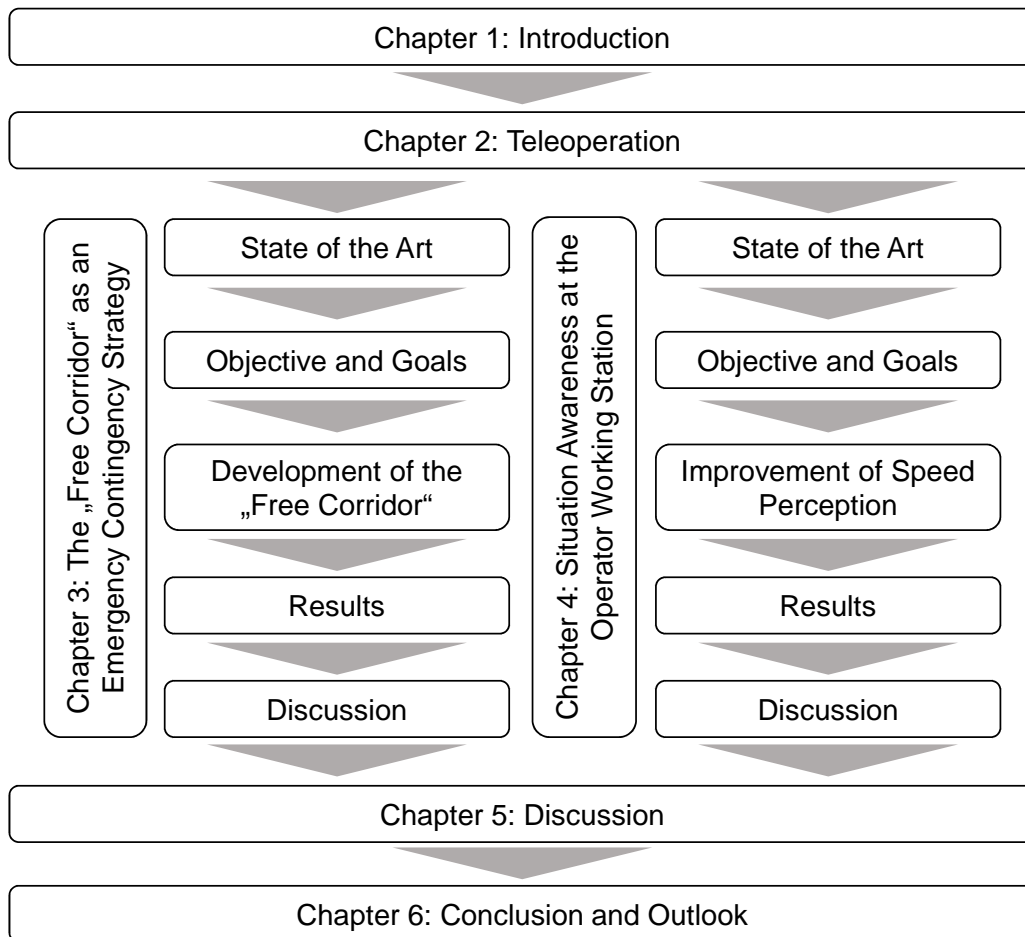 Chapter 1: Introduction
Chapter 2: Teleoperation
Chapter 3: The „Free Corridor“ as an
Emergency Contingency Strategy
State of the Art
Objective and Goals
Development of the
„Free Corridor“
Results
Discussion
Chapter 4: Situation Awareness at the
Operator Working Station
State of the Art
Objective and Goals
Improvement of Speed
Perception
Results
Discussion
Chapter 5: Discussion
Chapter 6: Conclusion and Outlook